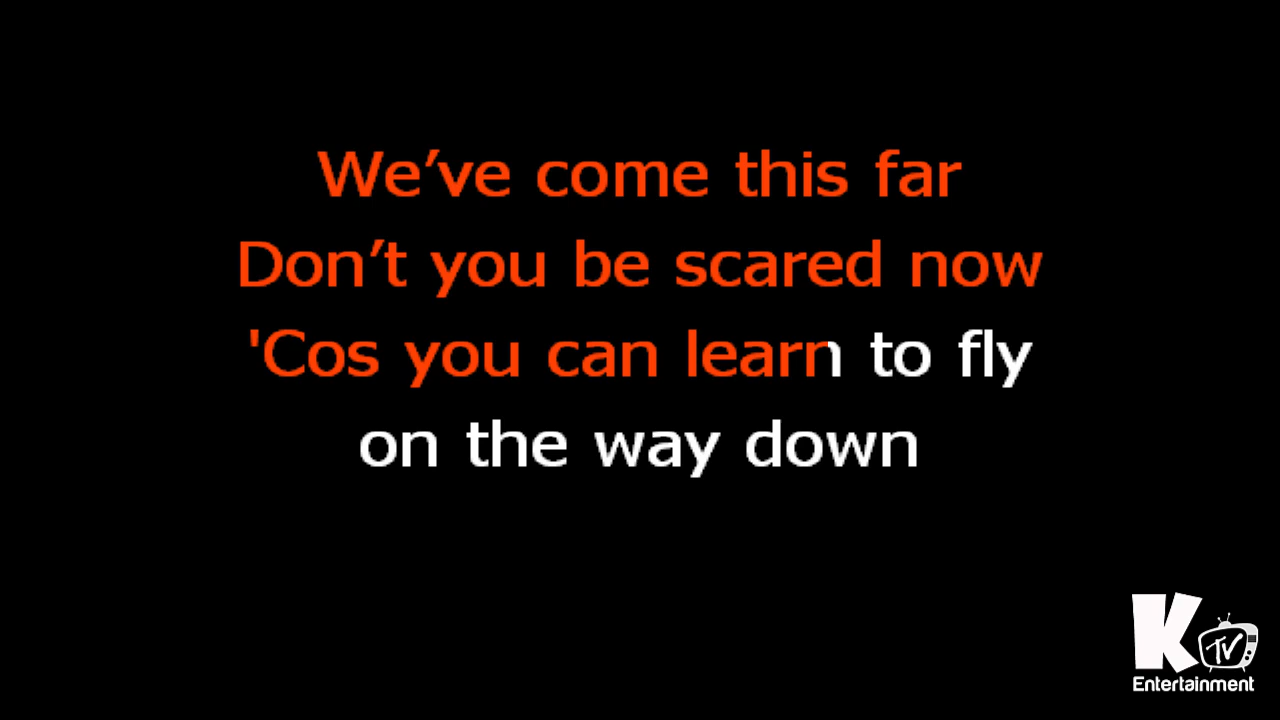 We’ve come this far
Don’t you be scared now
'Cos you can learn to fly
on the way down
K TV
Entertainment